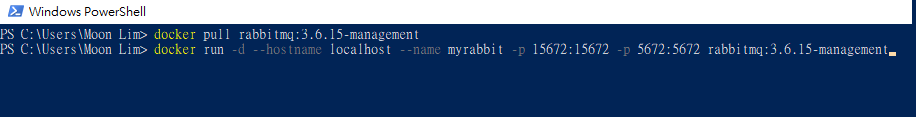 Windows PowerShell
PS C:\Users\Moon Lim> docker pull rabbitmq:3.6.15-management
PS C:\Users\Moon Lim> docker run -d --hostname localhost --name myrabbit -p 15672:15672 -p 5672:5672 rabbitmq:3.6.15-management